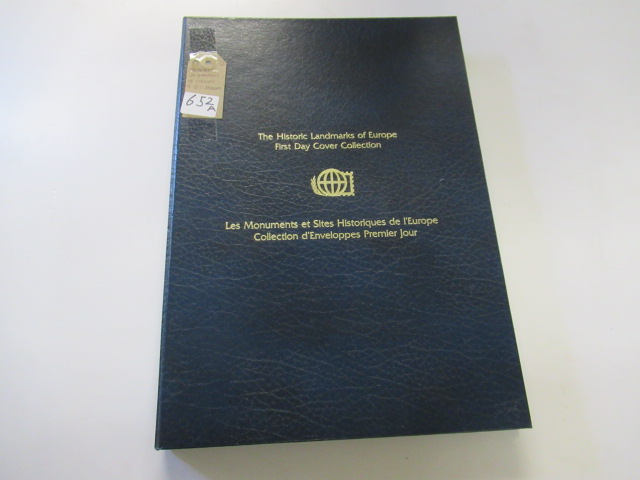 652
A
The Historic Landmarks of Europe
First Day Cover Collection
Les Monuments et Sites Historiques de l'Europe
Collection d'Enveloppes Premier Jour